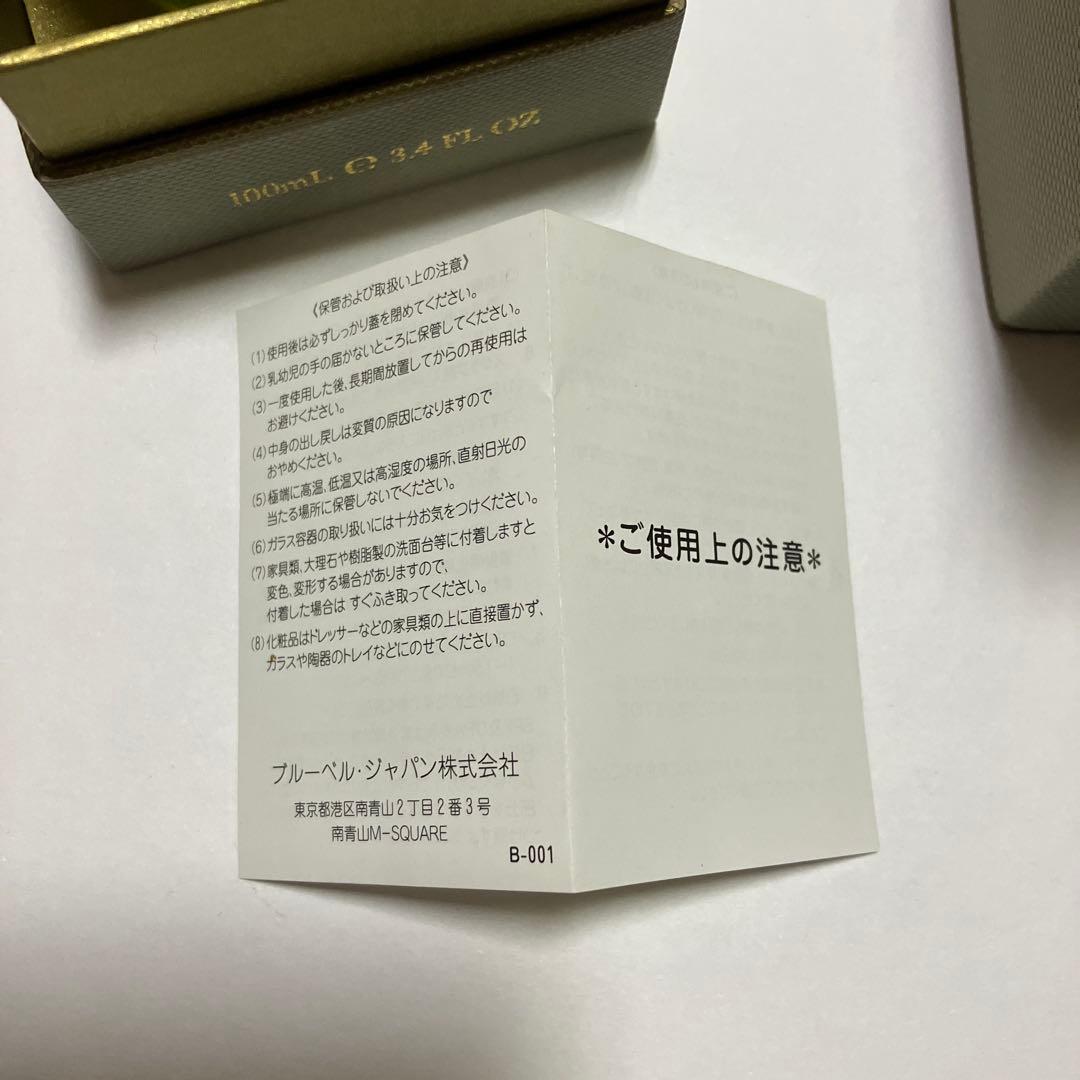 100mL ℮ 3.4 FL OZ
《保管および取扱い上の注意》
(1)使用後は必ずしっかり蓋を閉めてください。
(2)乳幼児の手の届かないところに保管してください。
(3)一度使用した後、長期間放置してからの再使用は
お避けください。
(4)中身の出し戻しは変質の原因になりますので
おやめください。
(5)極端に高温、低温又は高湿度の場所、直射日光の
当たる場所に保管しないでください。
(6)ガラス容器の取り扱いには十分お気をつけください。
(7)家具類、大理石や樹脂製の洗面台等に付着しますと
変色、変形する場合がありますので、
付着した場合は すぐふき取ってください。
(8)化粧品はドレッサーなどの家具類の上に直接置かず、
ガラスや陶器のトレイなどにのせてください。
ブルーベル・ジャパン株式会社
東京都港区南青山2丁目2番3号
南青山M-SQUARE
B-001
＊ご使用上の注意＊